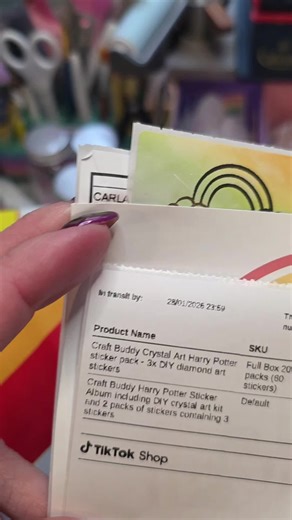 CARLA
In transit by: 28/01/2026 23:59
Th
nu
Product Name SKU
Craft Buddy Crystal Art Harry Potter
sticker pack - 3x DIY diamond art
stickers
Full Box 20
packs (60
stickers)
Craft Buddy Harry Potter Sticker
Album including DIY crystal art kit
and 2 packs of stickers containing 3
stickers
Default
TikTok Shop